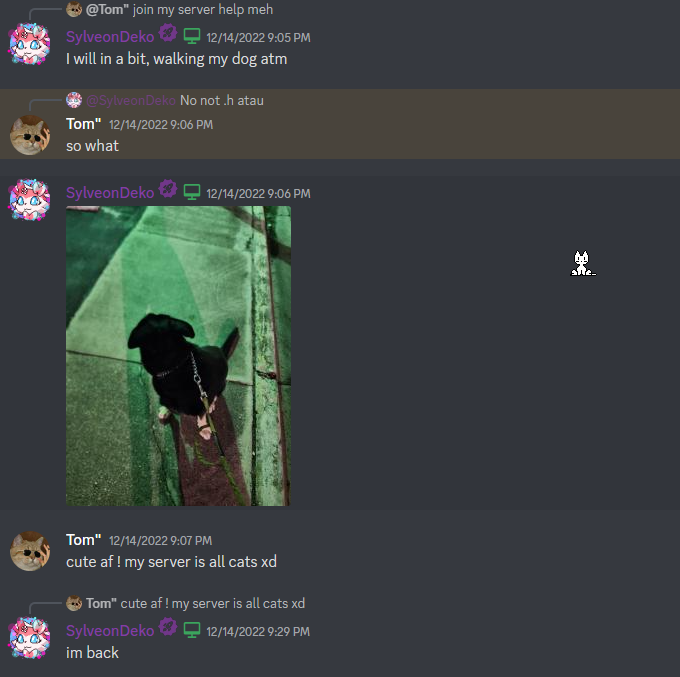 @Tom" join my server help meh
SylveonDeko 12/14/2022 9:05 PM
I will in a bit, walking my dog atm
@SylveonDeko No not .h atau
Tom" 12/14/2022 9:06 PM
so what
SylveonDeko 12/14/2022 9:06 PM
Tom" 12/14/2022 9:07 PM
cute af ! my server is all cats xd
Tom" cute af ! my server is all cats xd
SylveonDeko 12/14/2022 9:29 PM
im back